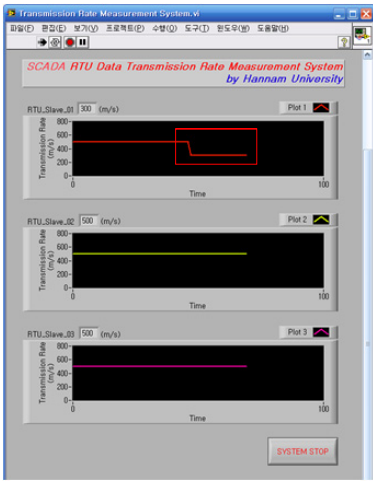 Transmission Rate Measurement System.vi
파일(F) 편집(E) 보기(V) 프로젝트(P) 수행(O) 도구(T) 윈도우(W) 도움말(H)
SCADA RTU Data Transmission Rate Measurement System
by Hannam University
RTU_Slave_01 300 (m/s) Plot 1
Transmission Rate (m/s)
800
600
400
200
0
0 100
Time
RTU_Slave_02 500 (m/s) Plot 2
Transmission Rate (m/s)
800
600
400
200
0
0 100
Time
RTU_Slave_03 500 (m/s) Plot 3
Transmission Rate (m/s)
800
600
400
200
0
0 100
Time
SYSTEM STOP